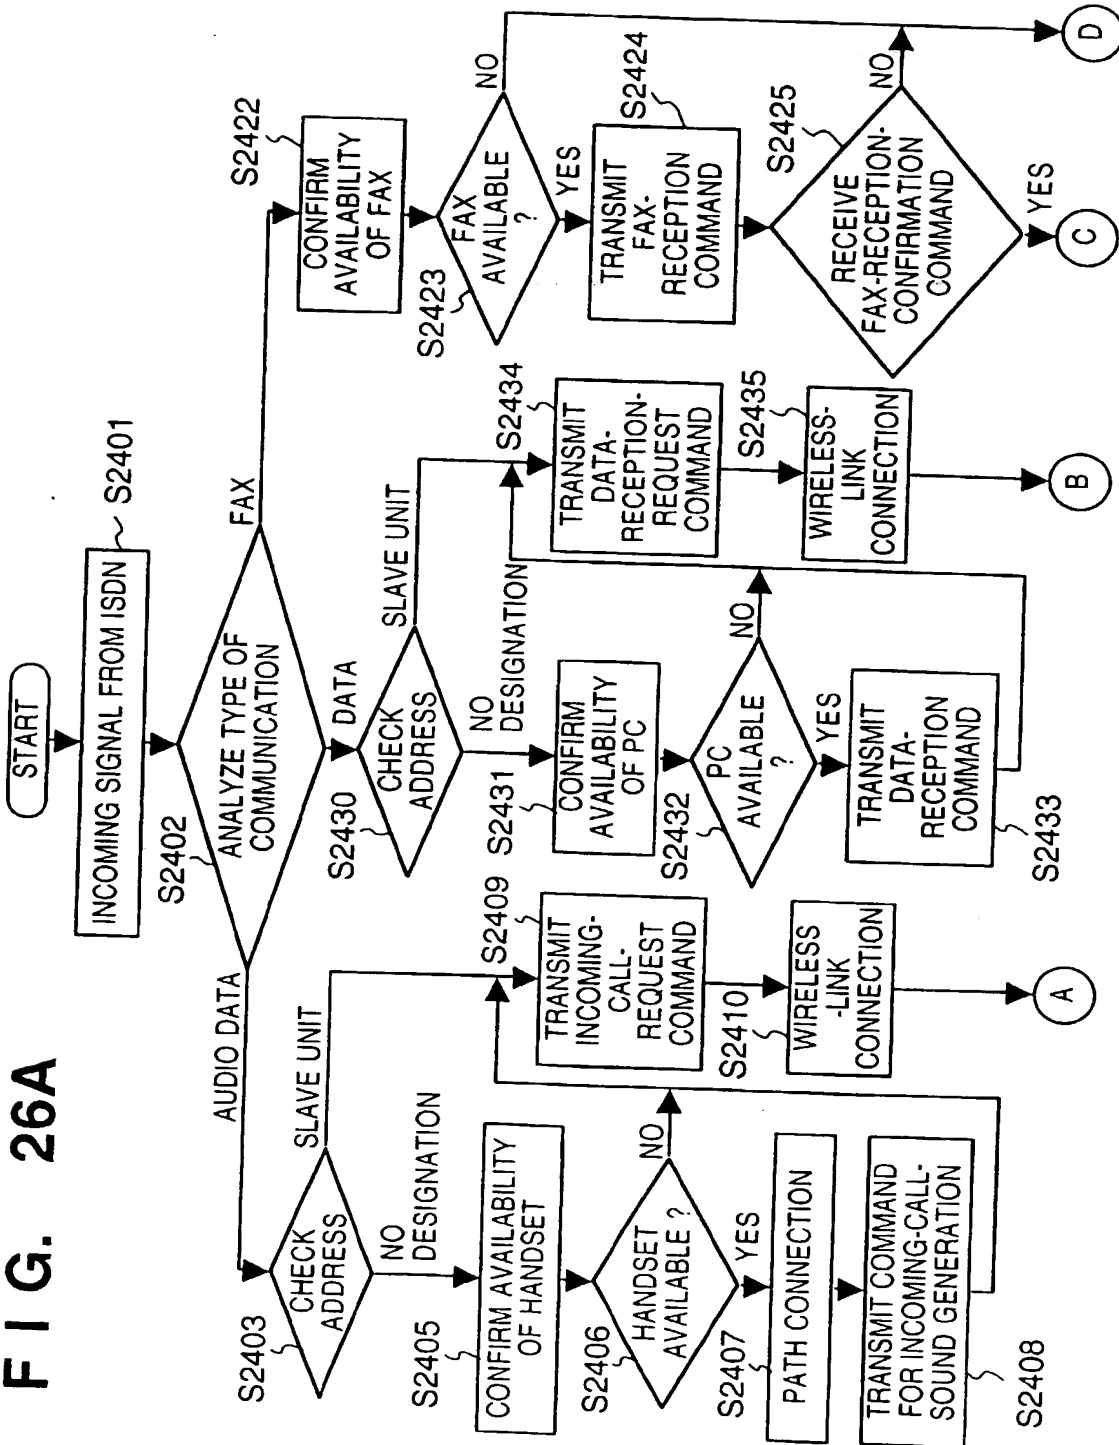 FIG. 26A
START
INCOMING SIGNAL FROM ISDN
S2401
S2402
ANALYZE TYPE OF
COMMUNICATION
AUDIO DATA
DATA
FAX
S2403
CHECK
ADDRESS
SLAVE UNIT
NO
DESIGNATION
S2405
CONFIRM AVAILABILITY
OF HANDSET
S2406
HANDSET
AVAILABLE ?
NO
YES
S2407
PATH CONNECTION
TRANSMIT COMMAND
FOR INCOMING-CALL-
SOUND GENERATION
S2408
S2409
TRANSMIT
INCOMING-
CALL-
REQUEST
COMMAND
S2410
WIRELESS
-LINK
CONNECTION
A
S2430
CHECK
ADDRESS
SLAVE UNIT
NO
DESIGNATION
S2431
CONFIRM
AVAILABILITY
OF PC
S2432
PC
AVAILABLE
?
NO
YES
TRANSMIT
DATA-
RECEPTION
COMMAND
S2433
S2434
TRANSMIT
DATA-
RECEPTION-
REQUEST
COMMAND
S2435
WIRELESS-
LINK
CONNECTION
B
S2422
CONFIRM
AVAILABILITY
OF FAX
S2423
FAX
AVAILABLE
?
NO
YES
S2424
TRANSMIT
FAX-
RECEPTION
COMMAND
S2425
RECEIVE
FAX-RECEPTION-
CONFIRMATION
COMMAND
NO
YES
C
D